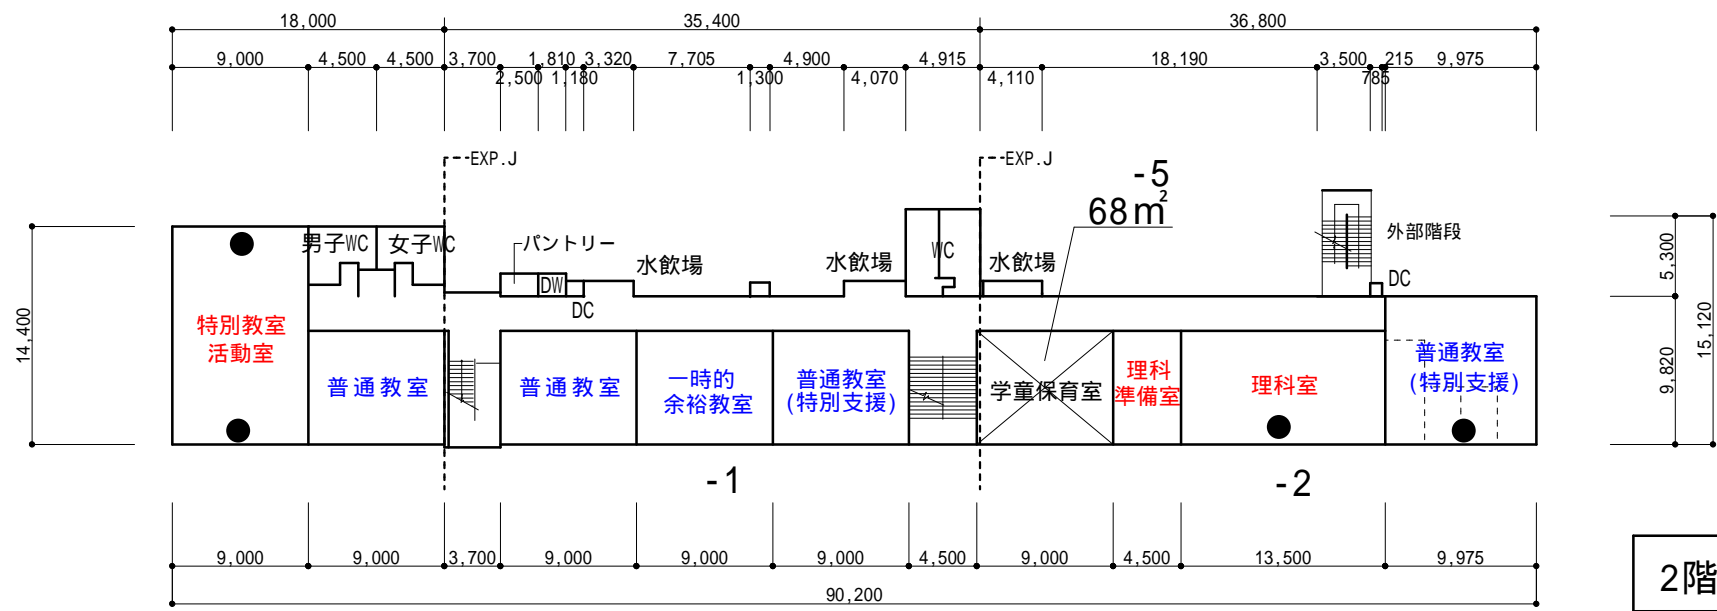 18,000 35,400 36,800
9,000 4,500 4,500 3,700 1,810 3,320 7,705 4,900 4,915 18,190 3,500 215 9,975
2,500 1,180 1,300 4,070 4,110 785
EXP.J EXP.J
-5
68㎡
男子WC 女子WC パントリー 水飲場 水飲場 WC 水飲場 外部階段
DW DC DC
14,400
5,300
9,820
15,120
特別教室
活動室
普通教室
普通教室
一時的
余裕教室
普通教室
(特別支援)
学童保育室
理科
準備室
理科室
普通教室
(特別支援)
-1 -2
9,000 9,000 3,700 9,000 9,000 9,000 4,500 9,000 4,500 13,500 9,975
90,200
2階